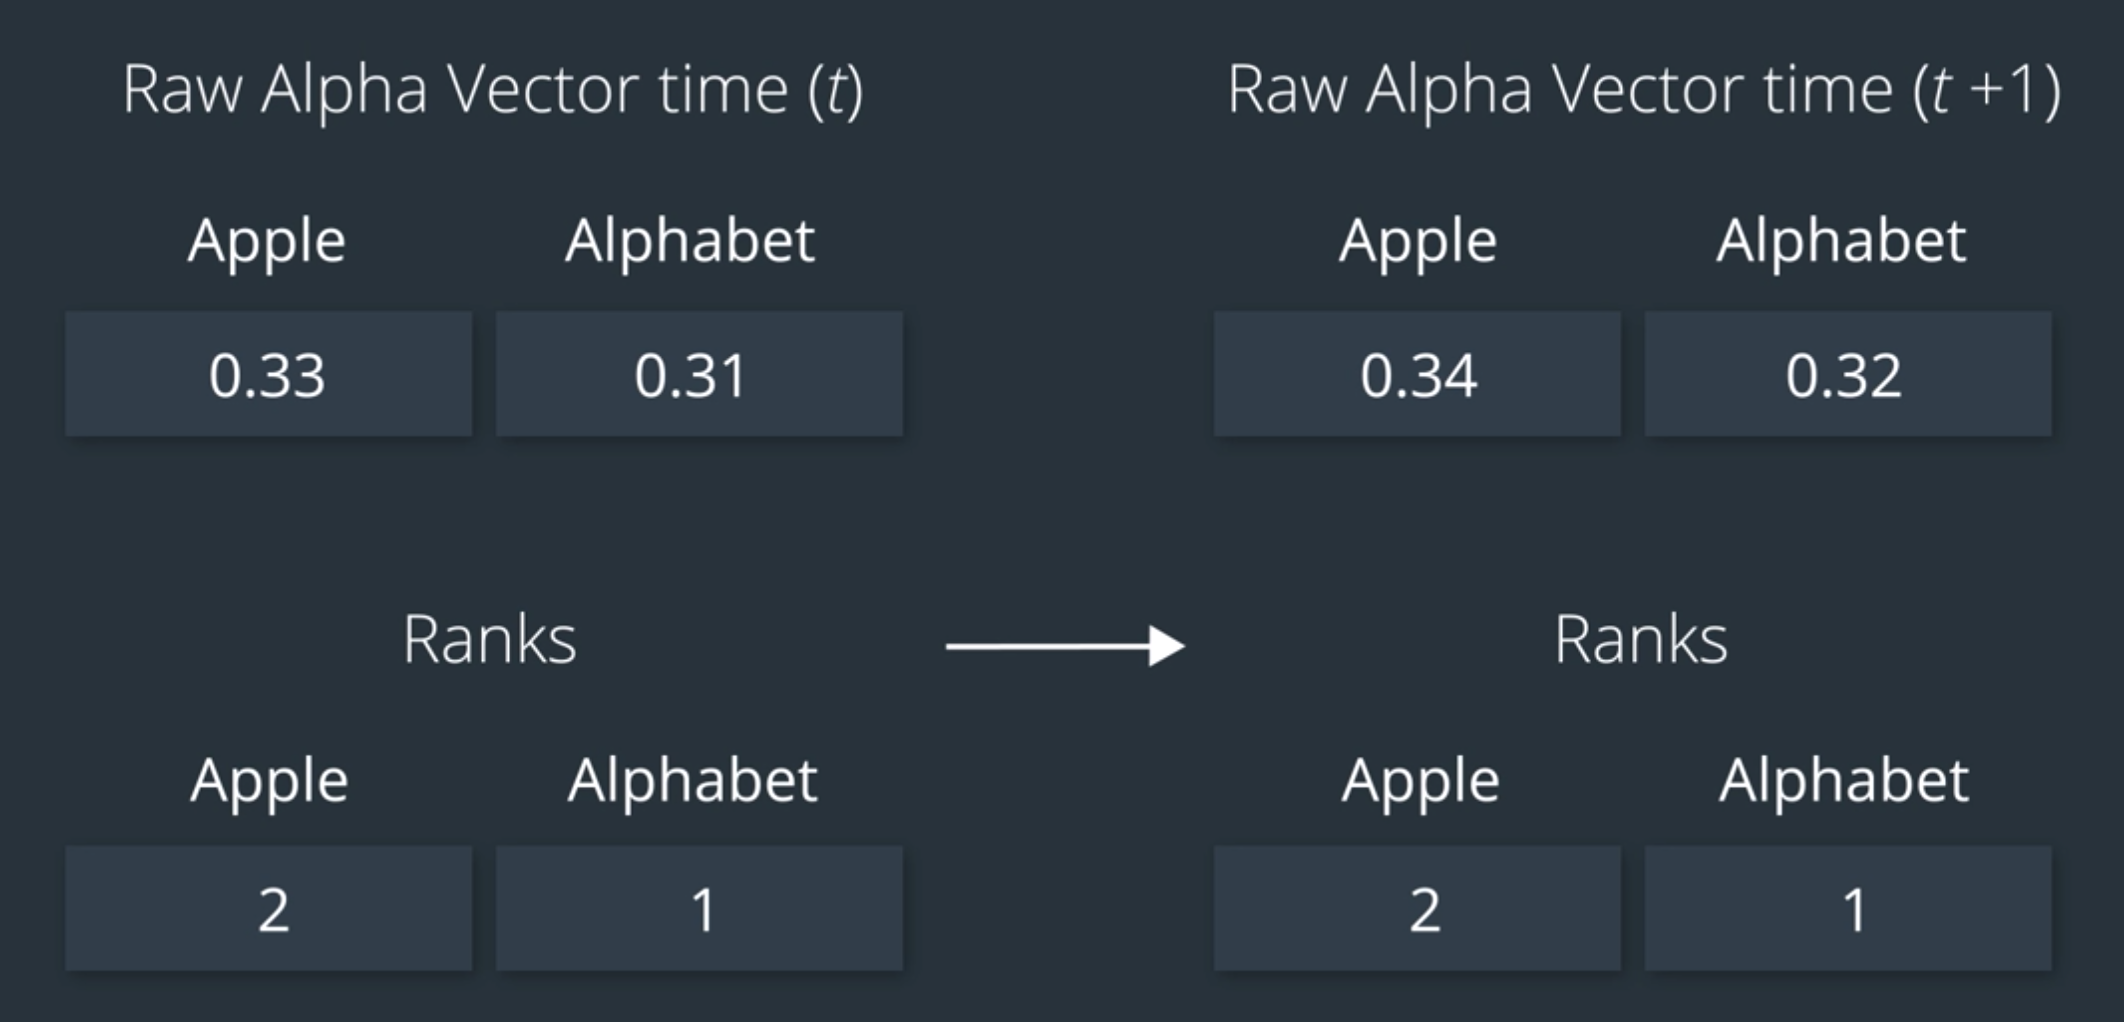 Raw Alpha Vector time (t)
Raw Alpha Vector time (t +1)
Apple Alphabet
Apple Alphabet
0.33 0.31
0.34 0.32
Ranks
Ranks
Apple Alphabet
Apple Alphabet
2 1
2 1